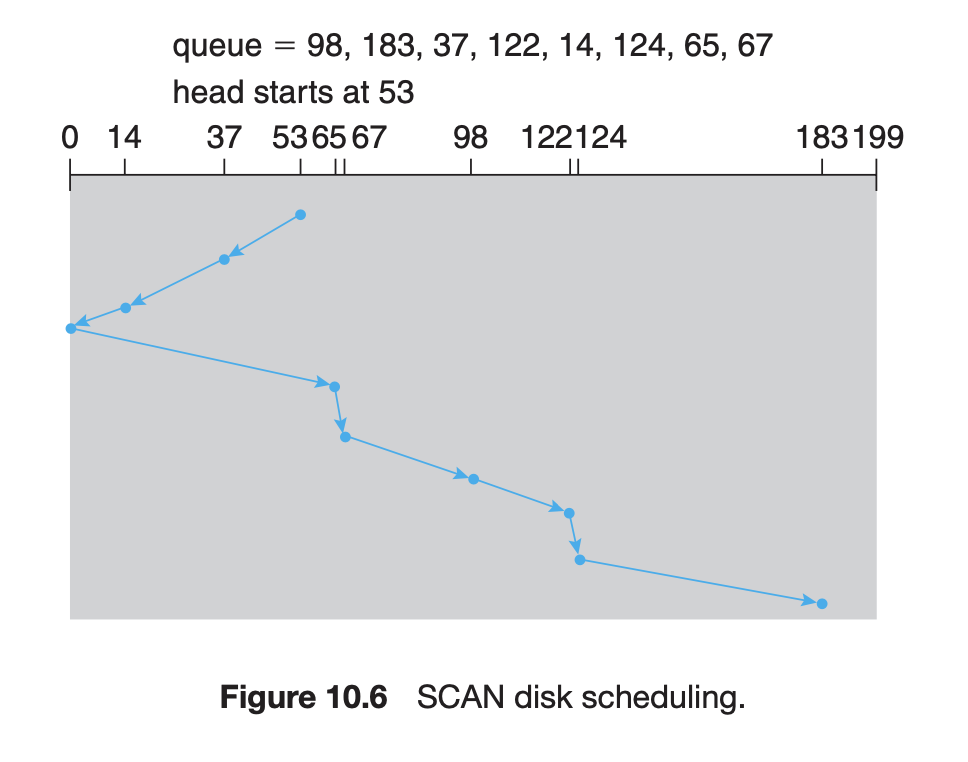 queue = 98, 183, 37, 122, 14, 124, 65, 67
head starts at 53
0 14 37 53 65 67 98 122 124 183 199
Figure 10.6 SCAN disk scheduling.